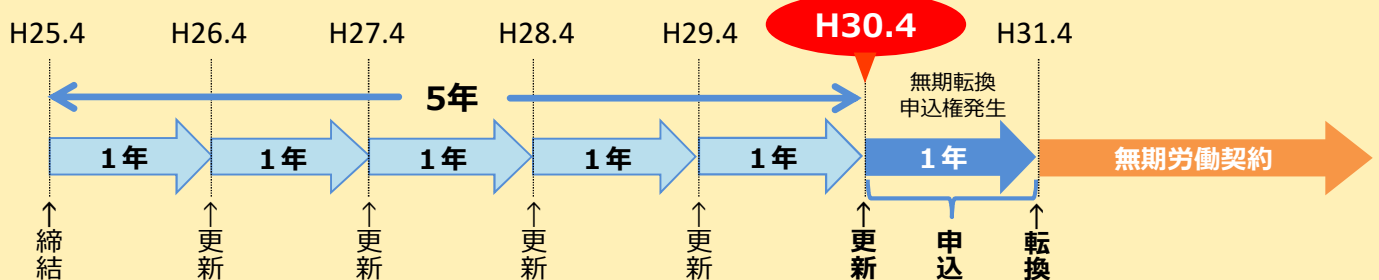 H25.4 H26.4 H27.4 H28.4 H29.4 H30.4 H31.4
5年
無期転換
申込権発生
1年 1年 1年 1年 1年 1年 無期労働契約
↑締結 ↑更新 ↑更新 ↑更新 ↑更新 ↑更新 申込 ↑転換